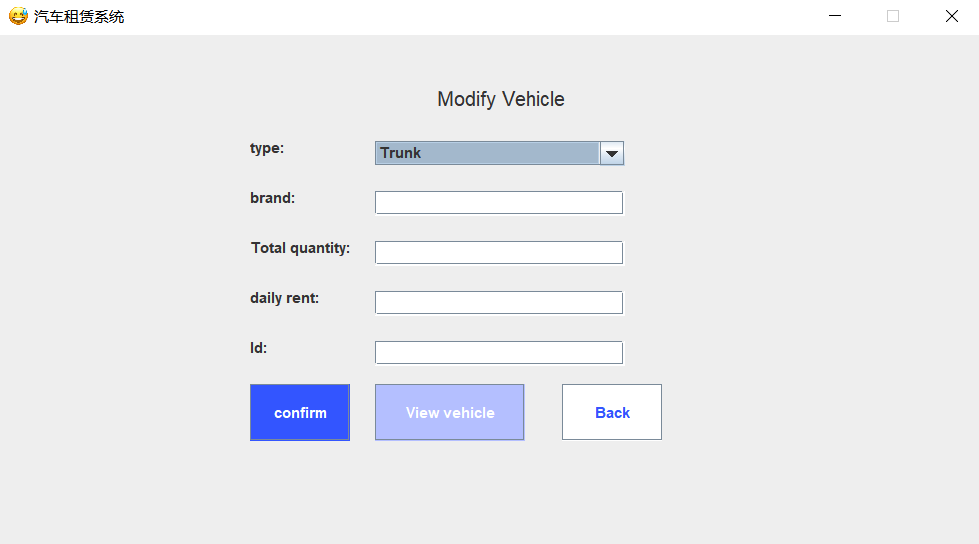 汽车租赁系统
Modify Vehicle
type:
Trunk
brand:
Total quantity:
daily rent:
Id:
confirm
View vehicle
Back